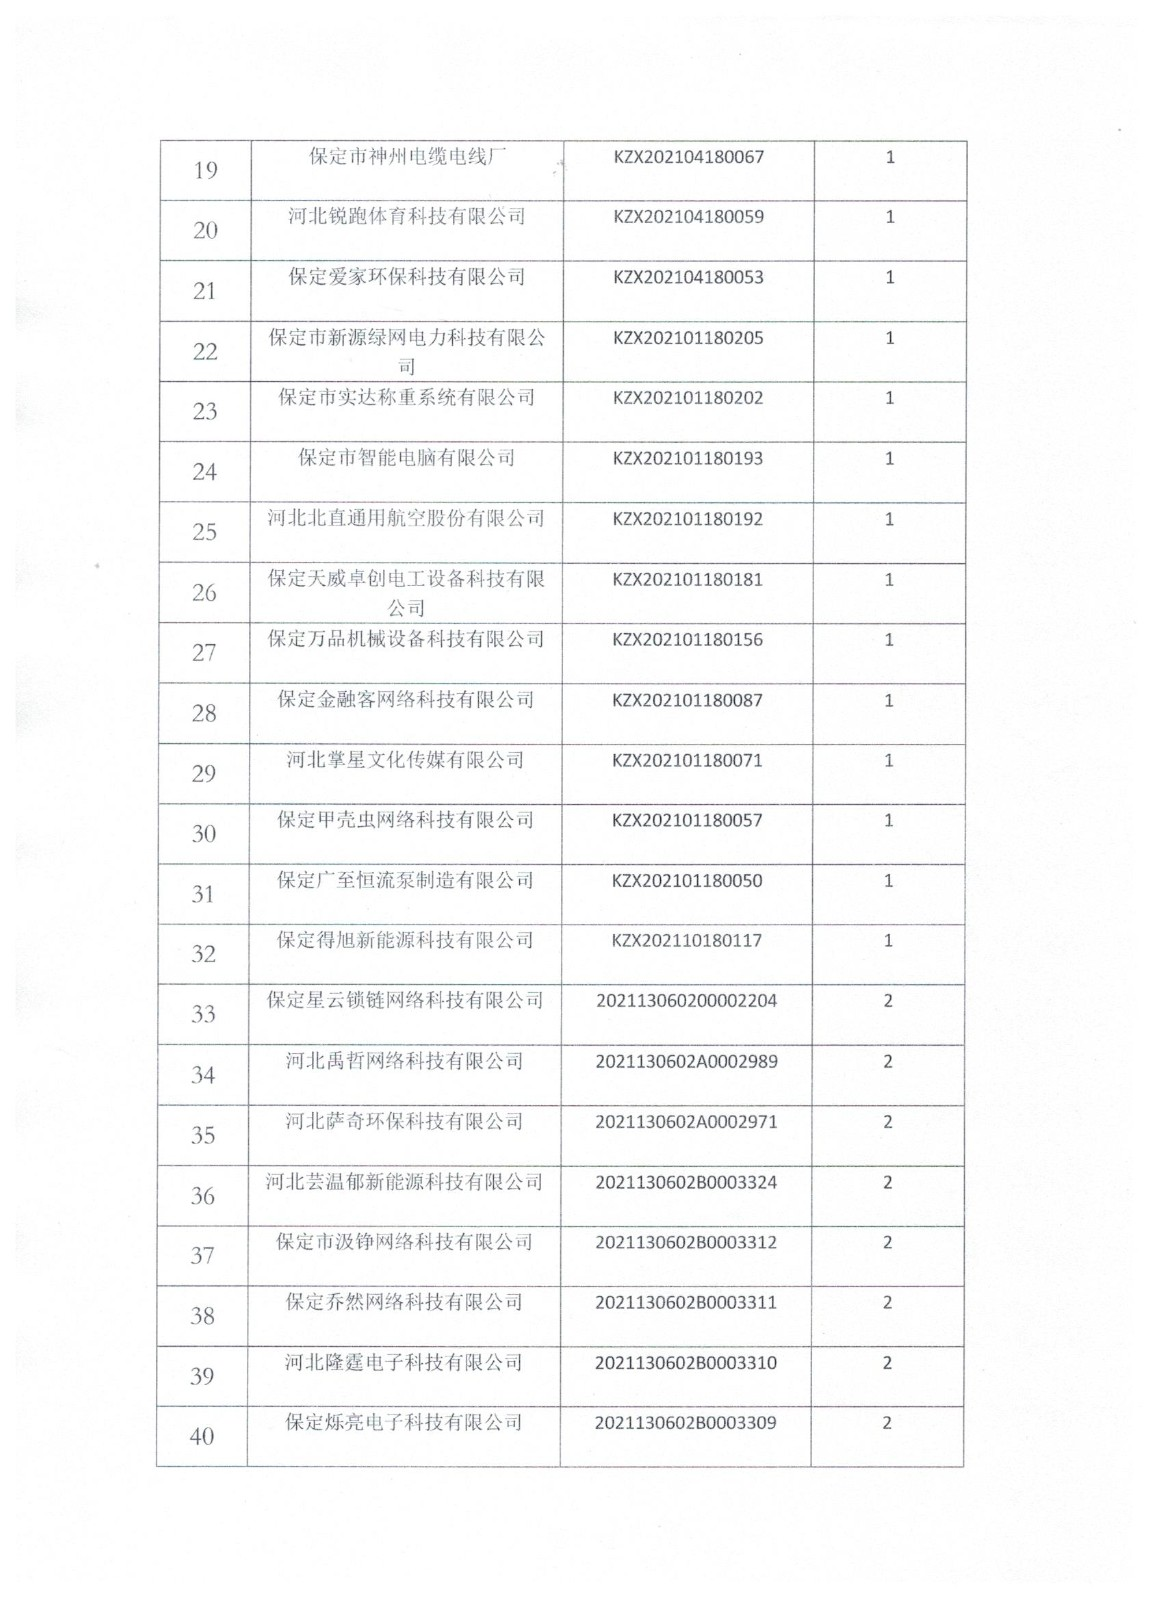 19 保定市神州电缆电线厂 KZX202104180067 1
20 河北锐跑体育科技有限公司 KZX202104180059 1
21 保定爱家环保科技有限公司 KZX202104180053 1
22 保定市新源绿网电力科技有限公 KZX202101180205 1
司
23 保定市实达称重系统有限公司 KZX202101180202 1
24 保定市智能电脑有限公司 KZX202101180193 1
25 河北北直通用航空股份有限公司 KZX202101180192 1
26 保定天威卓创电工设备科技有限 KZX202101180181 1
公司
27 保定万品机械设备科技有限公司 KZX202101180156 1
28 保定金融客网络科技有限公司 KZX202101180087 1
29 河北掌星文化传媒有限公司 KZX202101180071 1
30 保定甲壳虫网络科技有限公司 KZX202101180057 1
31 保定广至恒流泵制造有限公司 KZX202101180050 1
32 保定得旭新能源科技有限公司 KZX202110180117 1
33 保定星云锁链网络科技有限公司 202113060200002204 2
34 河北禹哲网络科技有限公司 2021130602A0002989 2
35 河北萨奇环保科技有限公司 2021130602A0002971 2
36 河北芸温郁新能源科技有限公司 2021130602B0003324 2
37 保定市汲铮网络科技有限公司 2021130602B0003312 2
38 保定乔然网络科技有限公司 2021130602B0003311 2
39 河北隆霆电子科技有限公司 2021130602B0003310 2
40 保定烁亮电子科技有限公司 2021130602B0003309 2